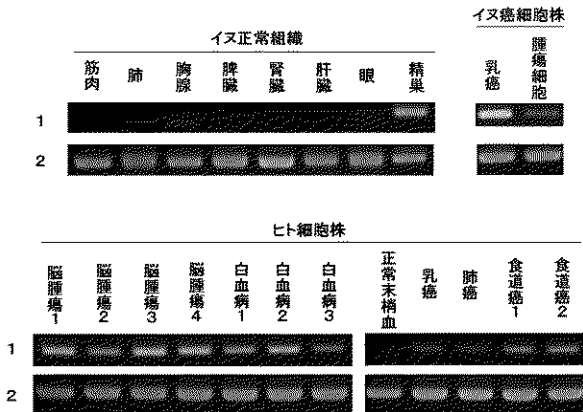 イヌ正常組織
イヌ癌細胞株
筋肉 肺 胸腺 脾臓 腎臓 肝臓 眼 精巣 乳癌 腫瘍細胞
1
2
ヒト細胞株
脳腫瘍1 脳腫瘍2 脳腫瘍3 脳腫瘍4 白血病1 白血病2 白血病3 正常末梢血 乳癌 肺癌 食道癌1 食道癌2
1
2